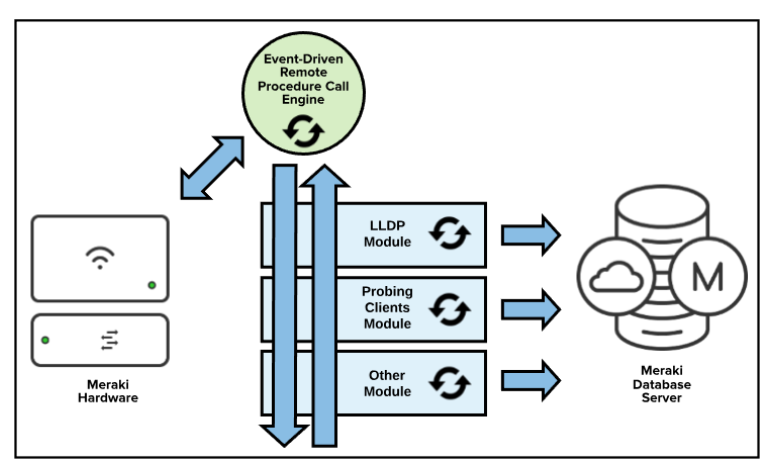 Event-Driven
Remote
Procedure Call
Engine
LLDP
Module
Probing
Clients
Module
Other
Module
M
Meraki
Hardware
Meraki
Database
Server